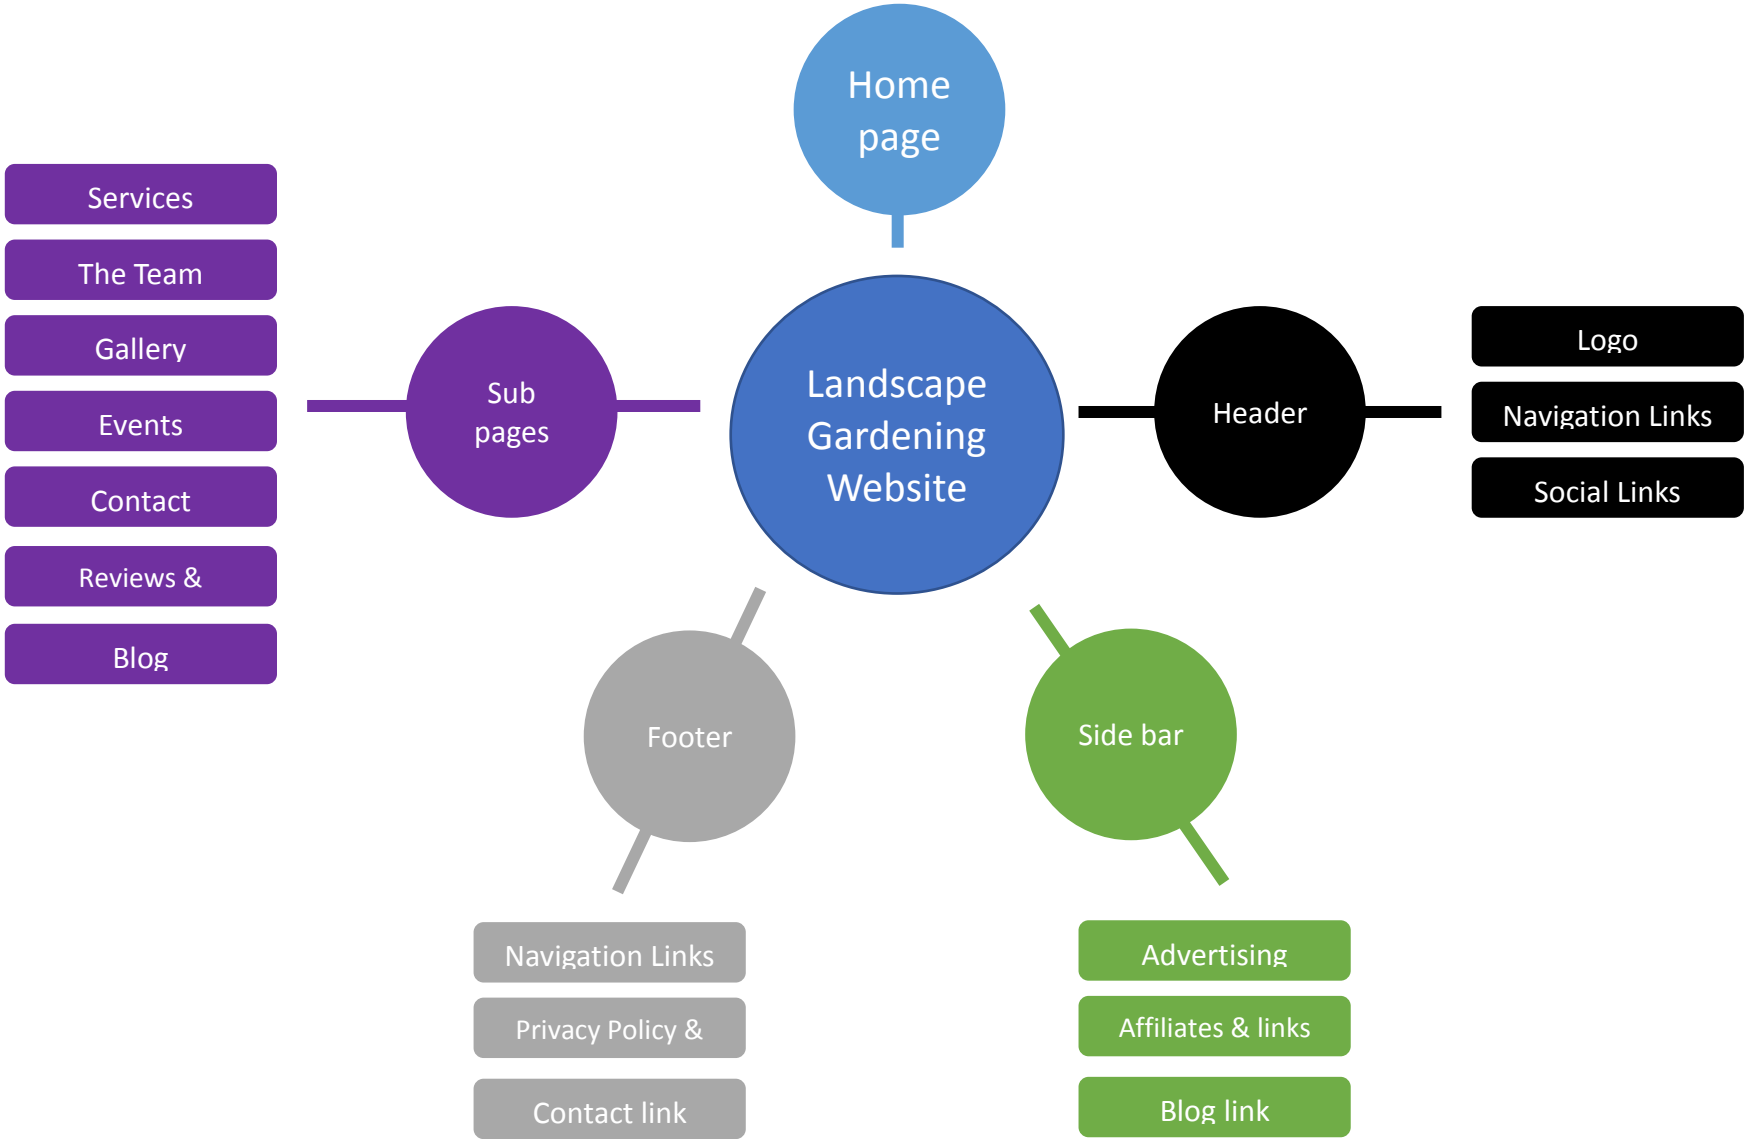 Home
page
Services
The Team
Gallery
Events
Contact
Reviews &
Blog
Sub
pages
Landscape
Gardening
Website
Header
Logo
Navigation Links
Social Links
Footer
Side bar
Navigation Links
Privacy Policy &
Contact link
Advertising
Affiliates & links
Blog link